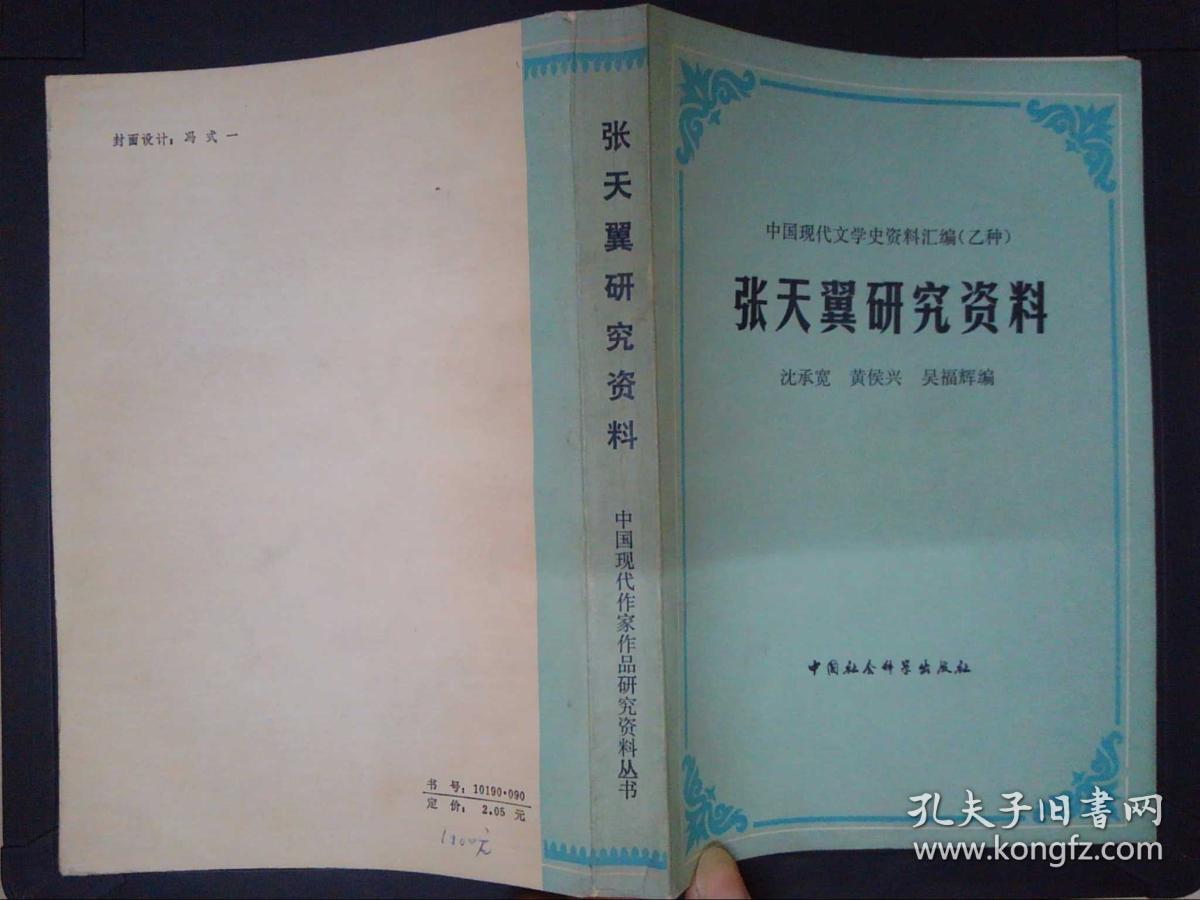 封面设计：冯 式 一
书 号：10190·090
定 价： 2.05 元
张天翼研究资料
中国现代作家作品研究资料丛书
中国现代文学史资料汇编（乙种）
张天翼研究资料
沈承宽 黄侯兴 吴福辉编
中国社会科学出版社
孔夫子旧书网
www.kongfz.com